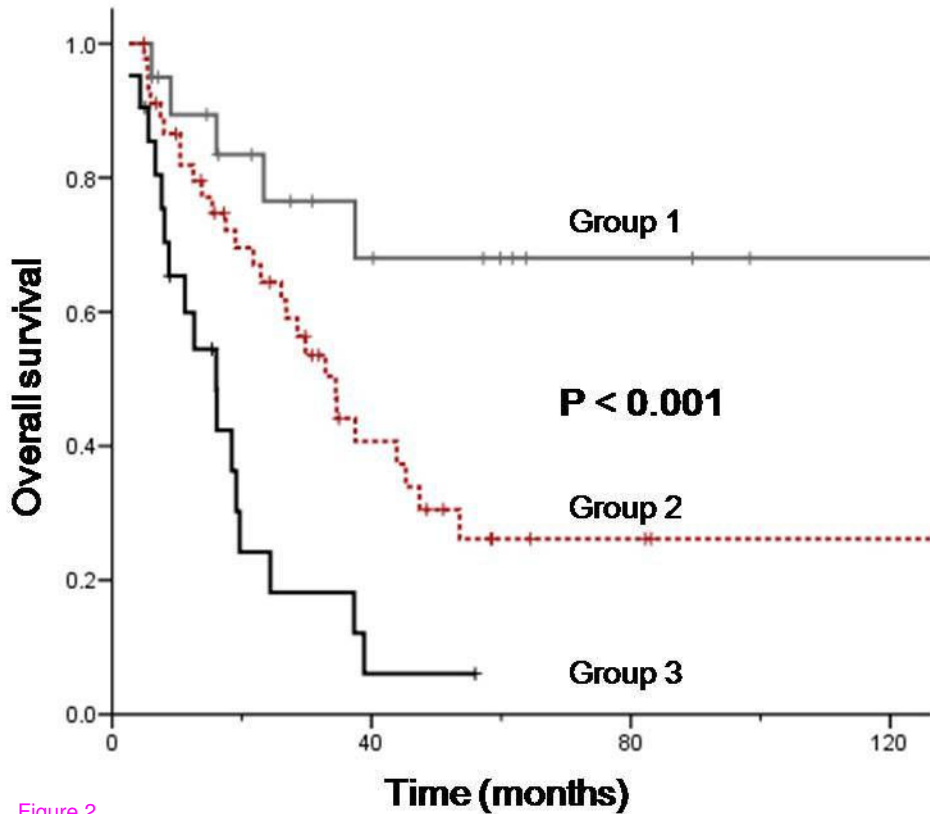 1.0
0.8
0.6
0.4
0.2
0.0
Overall survival
Group 1
P < 0.001
Group 2
Group 3
0 40 80 120
Time (months)
Figure 2